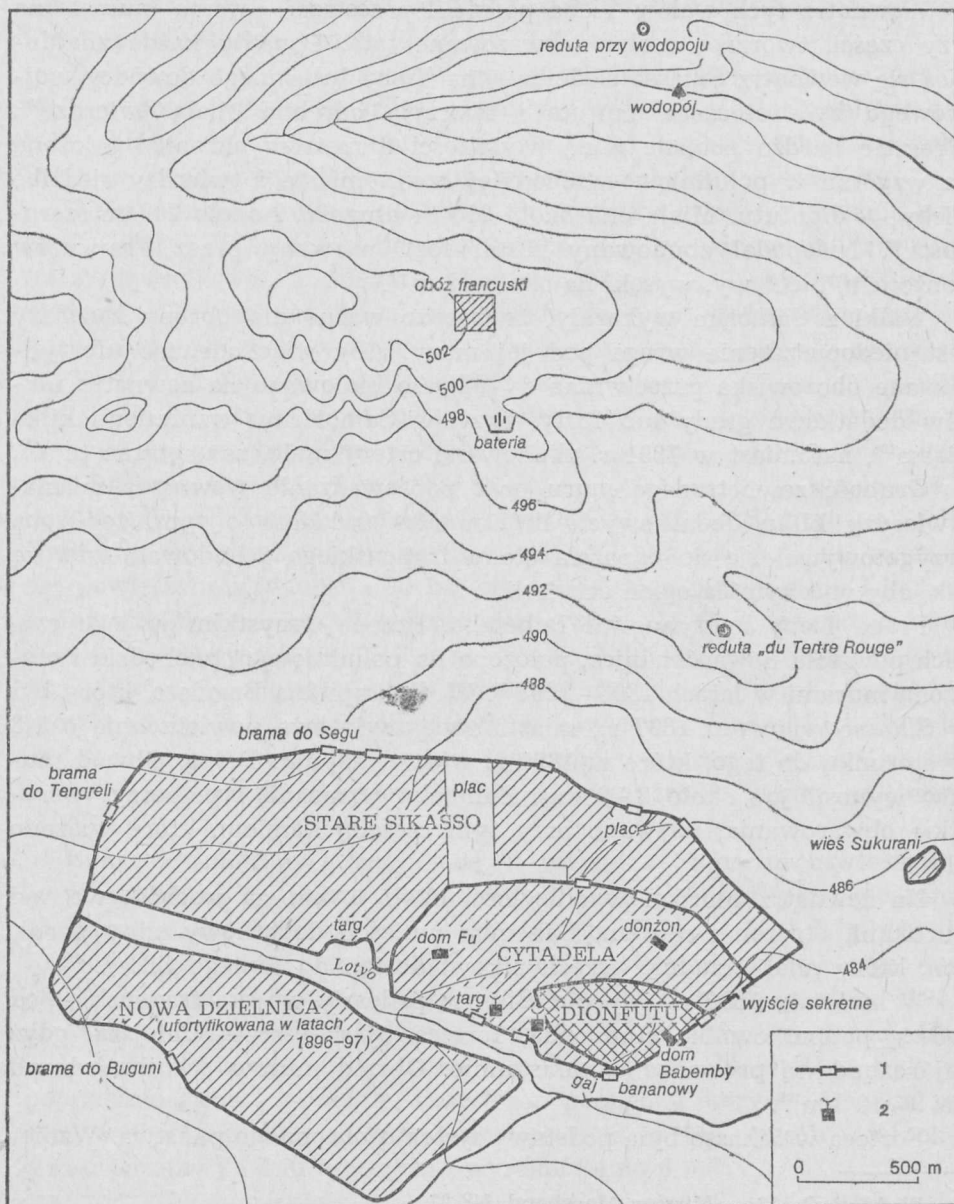 reduta przy wodopoju
wodopój
obóz francuski
502
500
498
bateria
496
494
492
490
reduta „du Tertre Rouge"
488
brama do Segu
brama
do Tengreli
plac
STARE SIKASSO
plac
wieś Sukurani
486
targ
dom Fu
donżon
CYTADELA
Lotyo
484
NOWA DZIELNICA
(ufortyfikowana w latach
1896–97)
targ
DIONFUTU
wyjście sekretne
brama do Buguni
gaj
bananowy
dom
Babemby
1
2
0 500 m